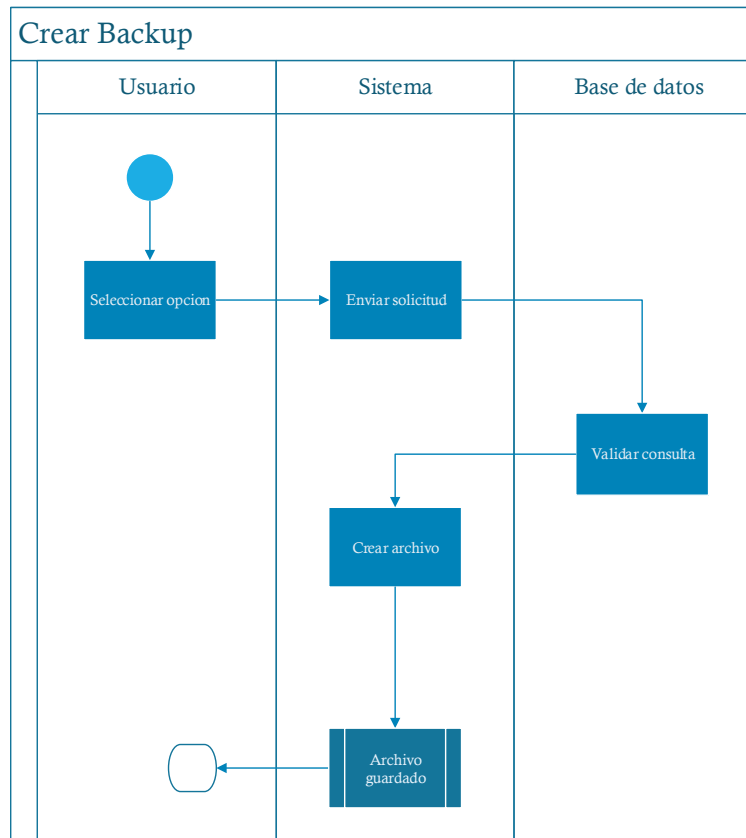 Crear Backup
Usuario
Sistema
Base de datos
Seleccionar opcion
Enviar solicitud
Validar consulta
Crear archivo
Archivo
guardado